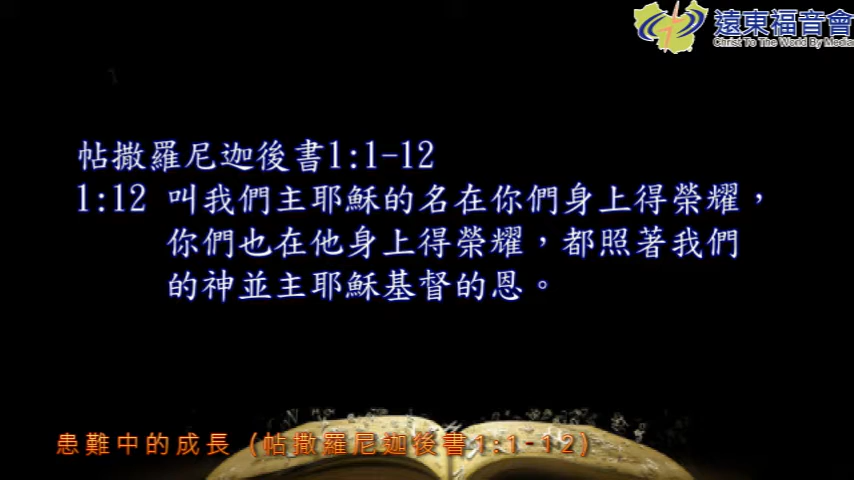 遠東福音會
Christ To The World By Media
帖撒羅尼迦後書1:1-12
1:12 叫我們主耶穌的名在你們身上得榮耀，
你們也在他身上得榮耀，都照著我們
的神並主耶穌基督的恩。
患難中的成長 (帖撒羅尼迦後書1:1-12)